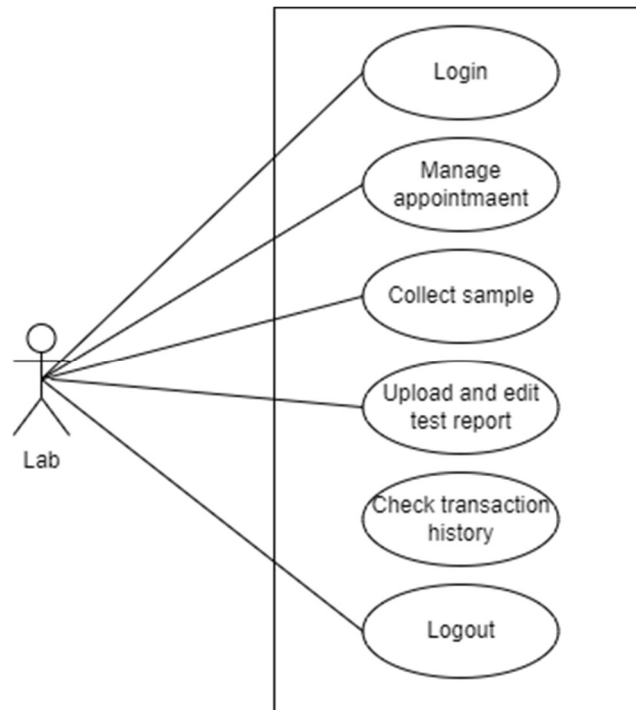 Login
Manage
appointmaent
Collect sample
Upload and edit
test report
Lab
Check transaction
history
Logout